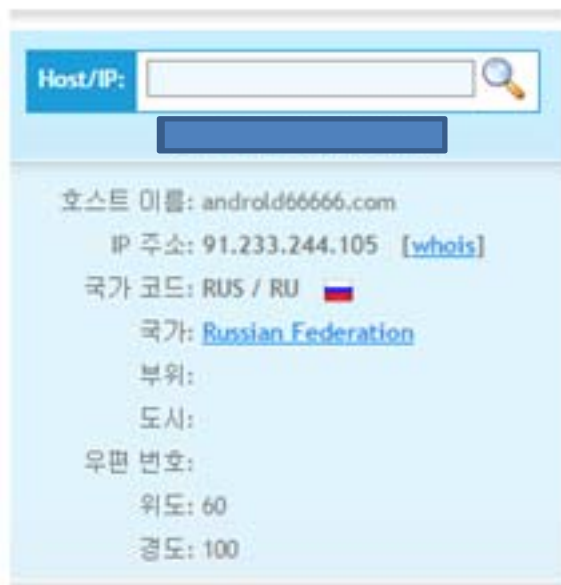 Host/IP:
호스트 이름: androld66666.com
IP 주소: 91.233.244.105 [whois]
국가 코드: RUS / RU
국가: Russian Federation
부위:
도시:
우편 번호:
위도: 60
경도: 100